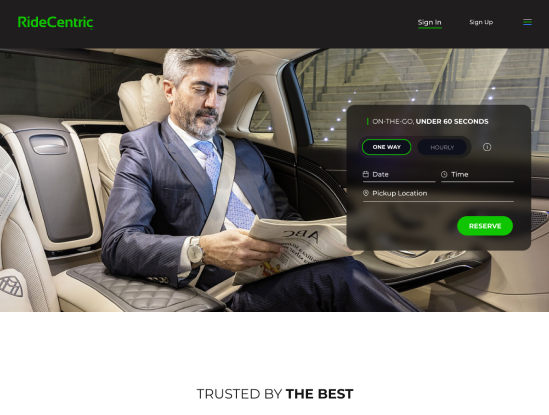 RideCentric
Sign In
Sign Up
ON-THE-GO, UNDER 60 SECONDS
ONE WAY
HOURLY
Date
Time
Pickup Location
RESERVE
ABC
TRUSTED BY THE BEST